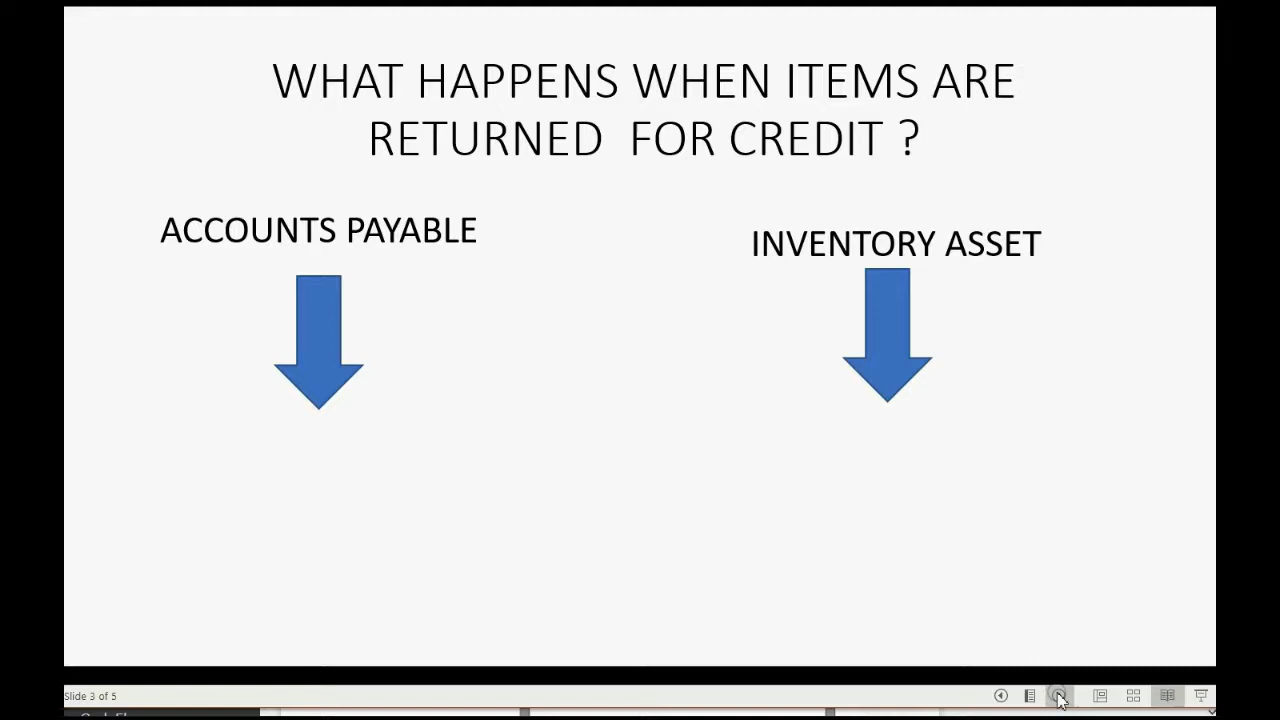 WHAT HAPPENS WHEN ITEMS ARE
RETURNED FOR CREDIT ?
ACCOUNTS PAYABLE
INVENTORY ASSET
Slide 3 of 5